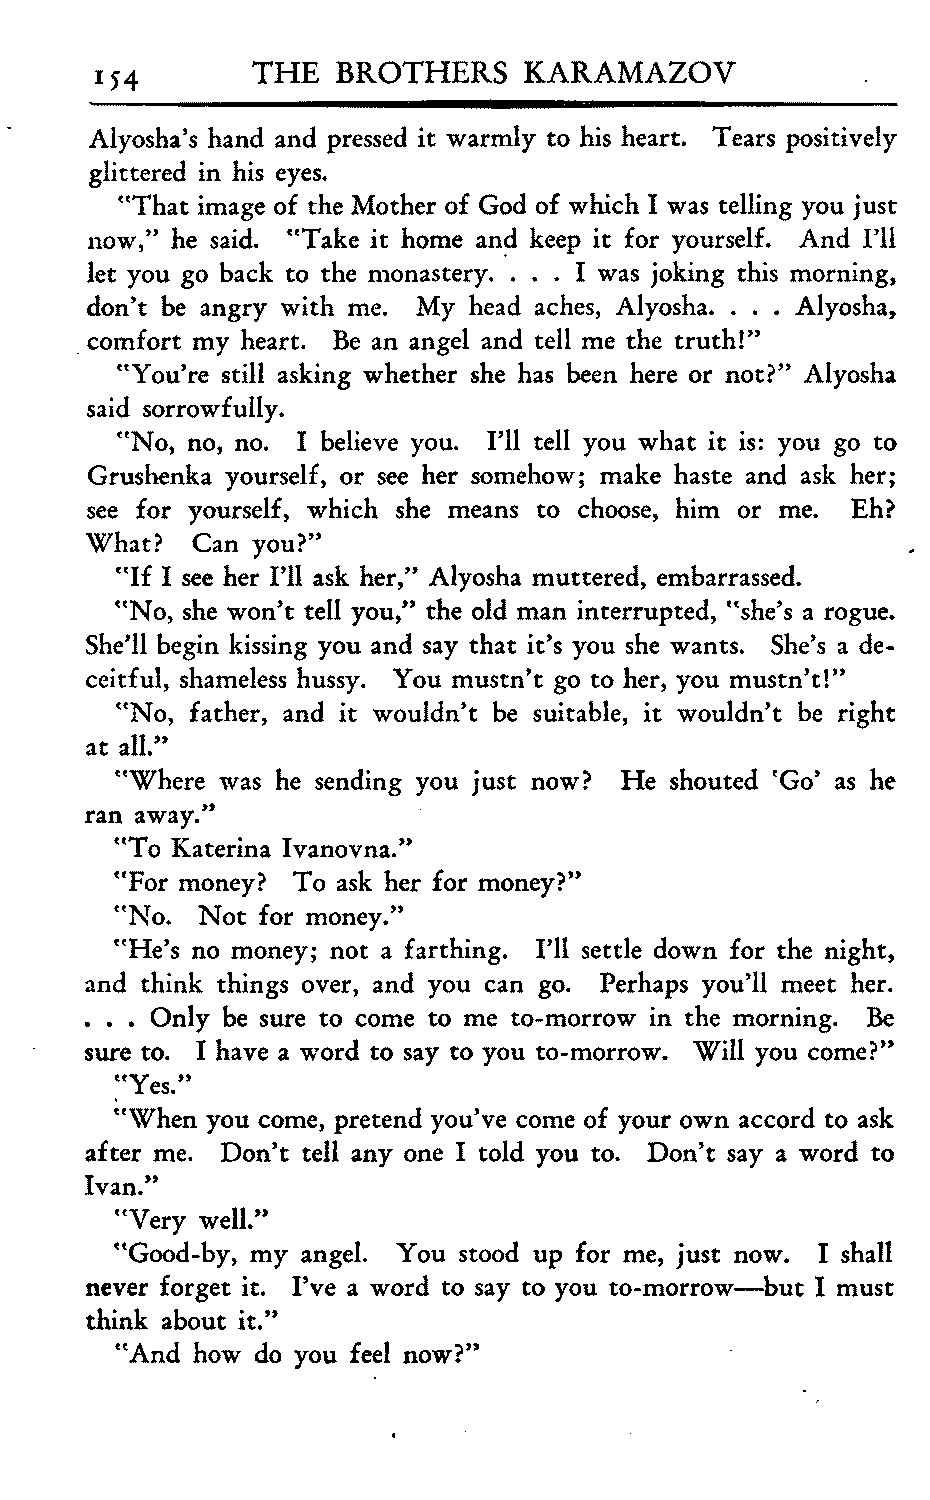 154 THE BROTHERS KARAMAZOV
Alyosha's hand and pressed it warmly to his heart. Tears positively
glittered in his eyes.
"That image of the Mother of God of which I was telling you just
now," he said. "Take it home and keep it for yourself. And I'll
let you go back to the monastery. . . . I was joking this morning,
don't be angry with me. My head aches, Alyosha. . . . Alyosha,
comfort my heart. Be an angel and tell me the truth!"
"You're still asking whether she has been here or not?" Alyosha
said sorrowfully.
"No, no, no. I believe you. I'll tell you what it is: you go to
Grushenka yourself, or see her somehow; make haste and ask her;
see for yourself, which she means to choose, him or me. Eh?
What? Can you?"
"If I see her I'll ask her," Alyosha muttered, embarrassed.
"No, she won't tell you," the old man interrupted, "she's a rogue.
She'll begin kissing you and say that it's you she wants. She's a de-
ceitful, shameless hussy. You mustn't go to her, you mustn't!"
"No, father, and it wouldn't be suitable, it wouldn't be right
at all."
"Where was he sending you just now? He shouted 'Go' as he
ran away."
"To Katerina Ivanovna."
"For money? To ask her for money?"
"No. Not for money."
"He's no money; not a farthing. I'll settle down for the night,
and think things over, and you can go. Perhaps you'll meet her.
. . . Only be sure to come to me to-morrow in the morning. Be
sure to. I have a word to say to you to-morrow. Will you come?"
"Yes."
"When you come, pretend you've come of your own accord to ask
after me. Don't tell any one I told you to. Don't say a word to
Ivan."
"Very well."
"Good-by, my angel. You stood up for me, just now. I shall
never forget it. I've a word to say to you to-morrow—but I must
think about it."
"And how do you feel now?"